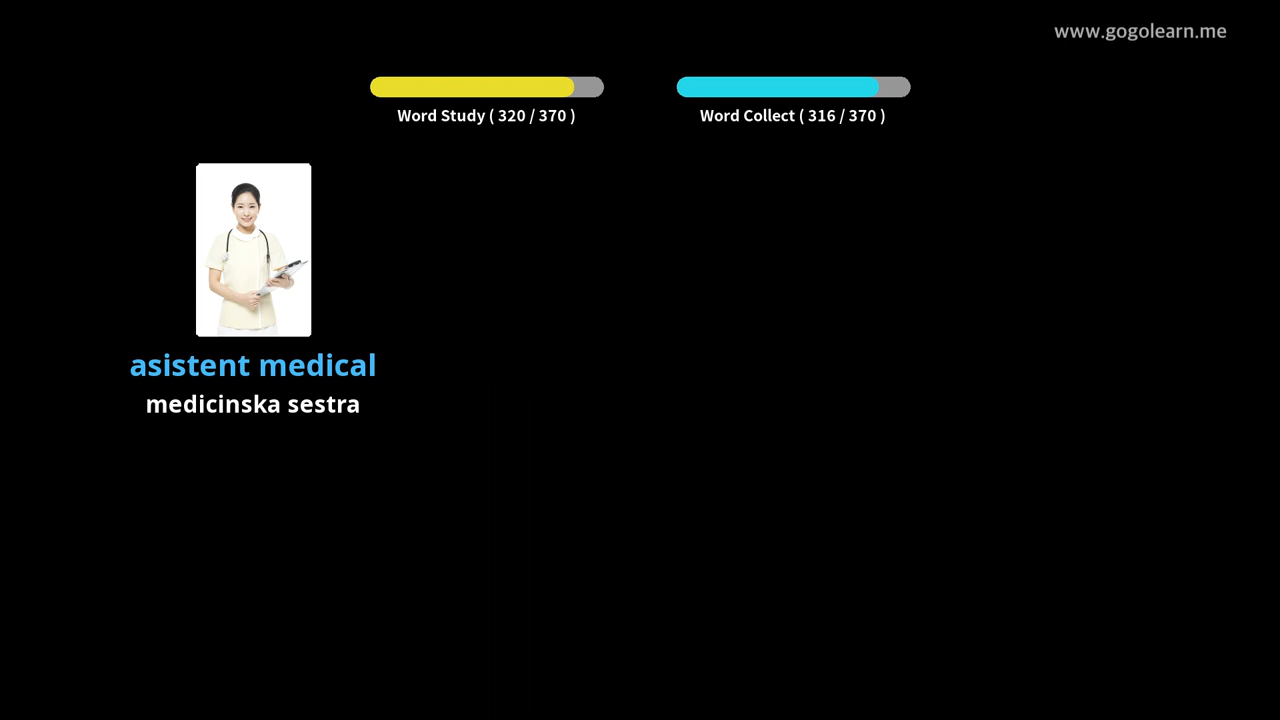 www.gogolearn.me
Word Study ( 320 / 370 )
Word Collect ( 316 / 370 )
asistent medical
medicinska sestra